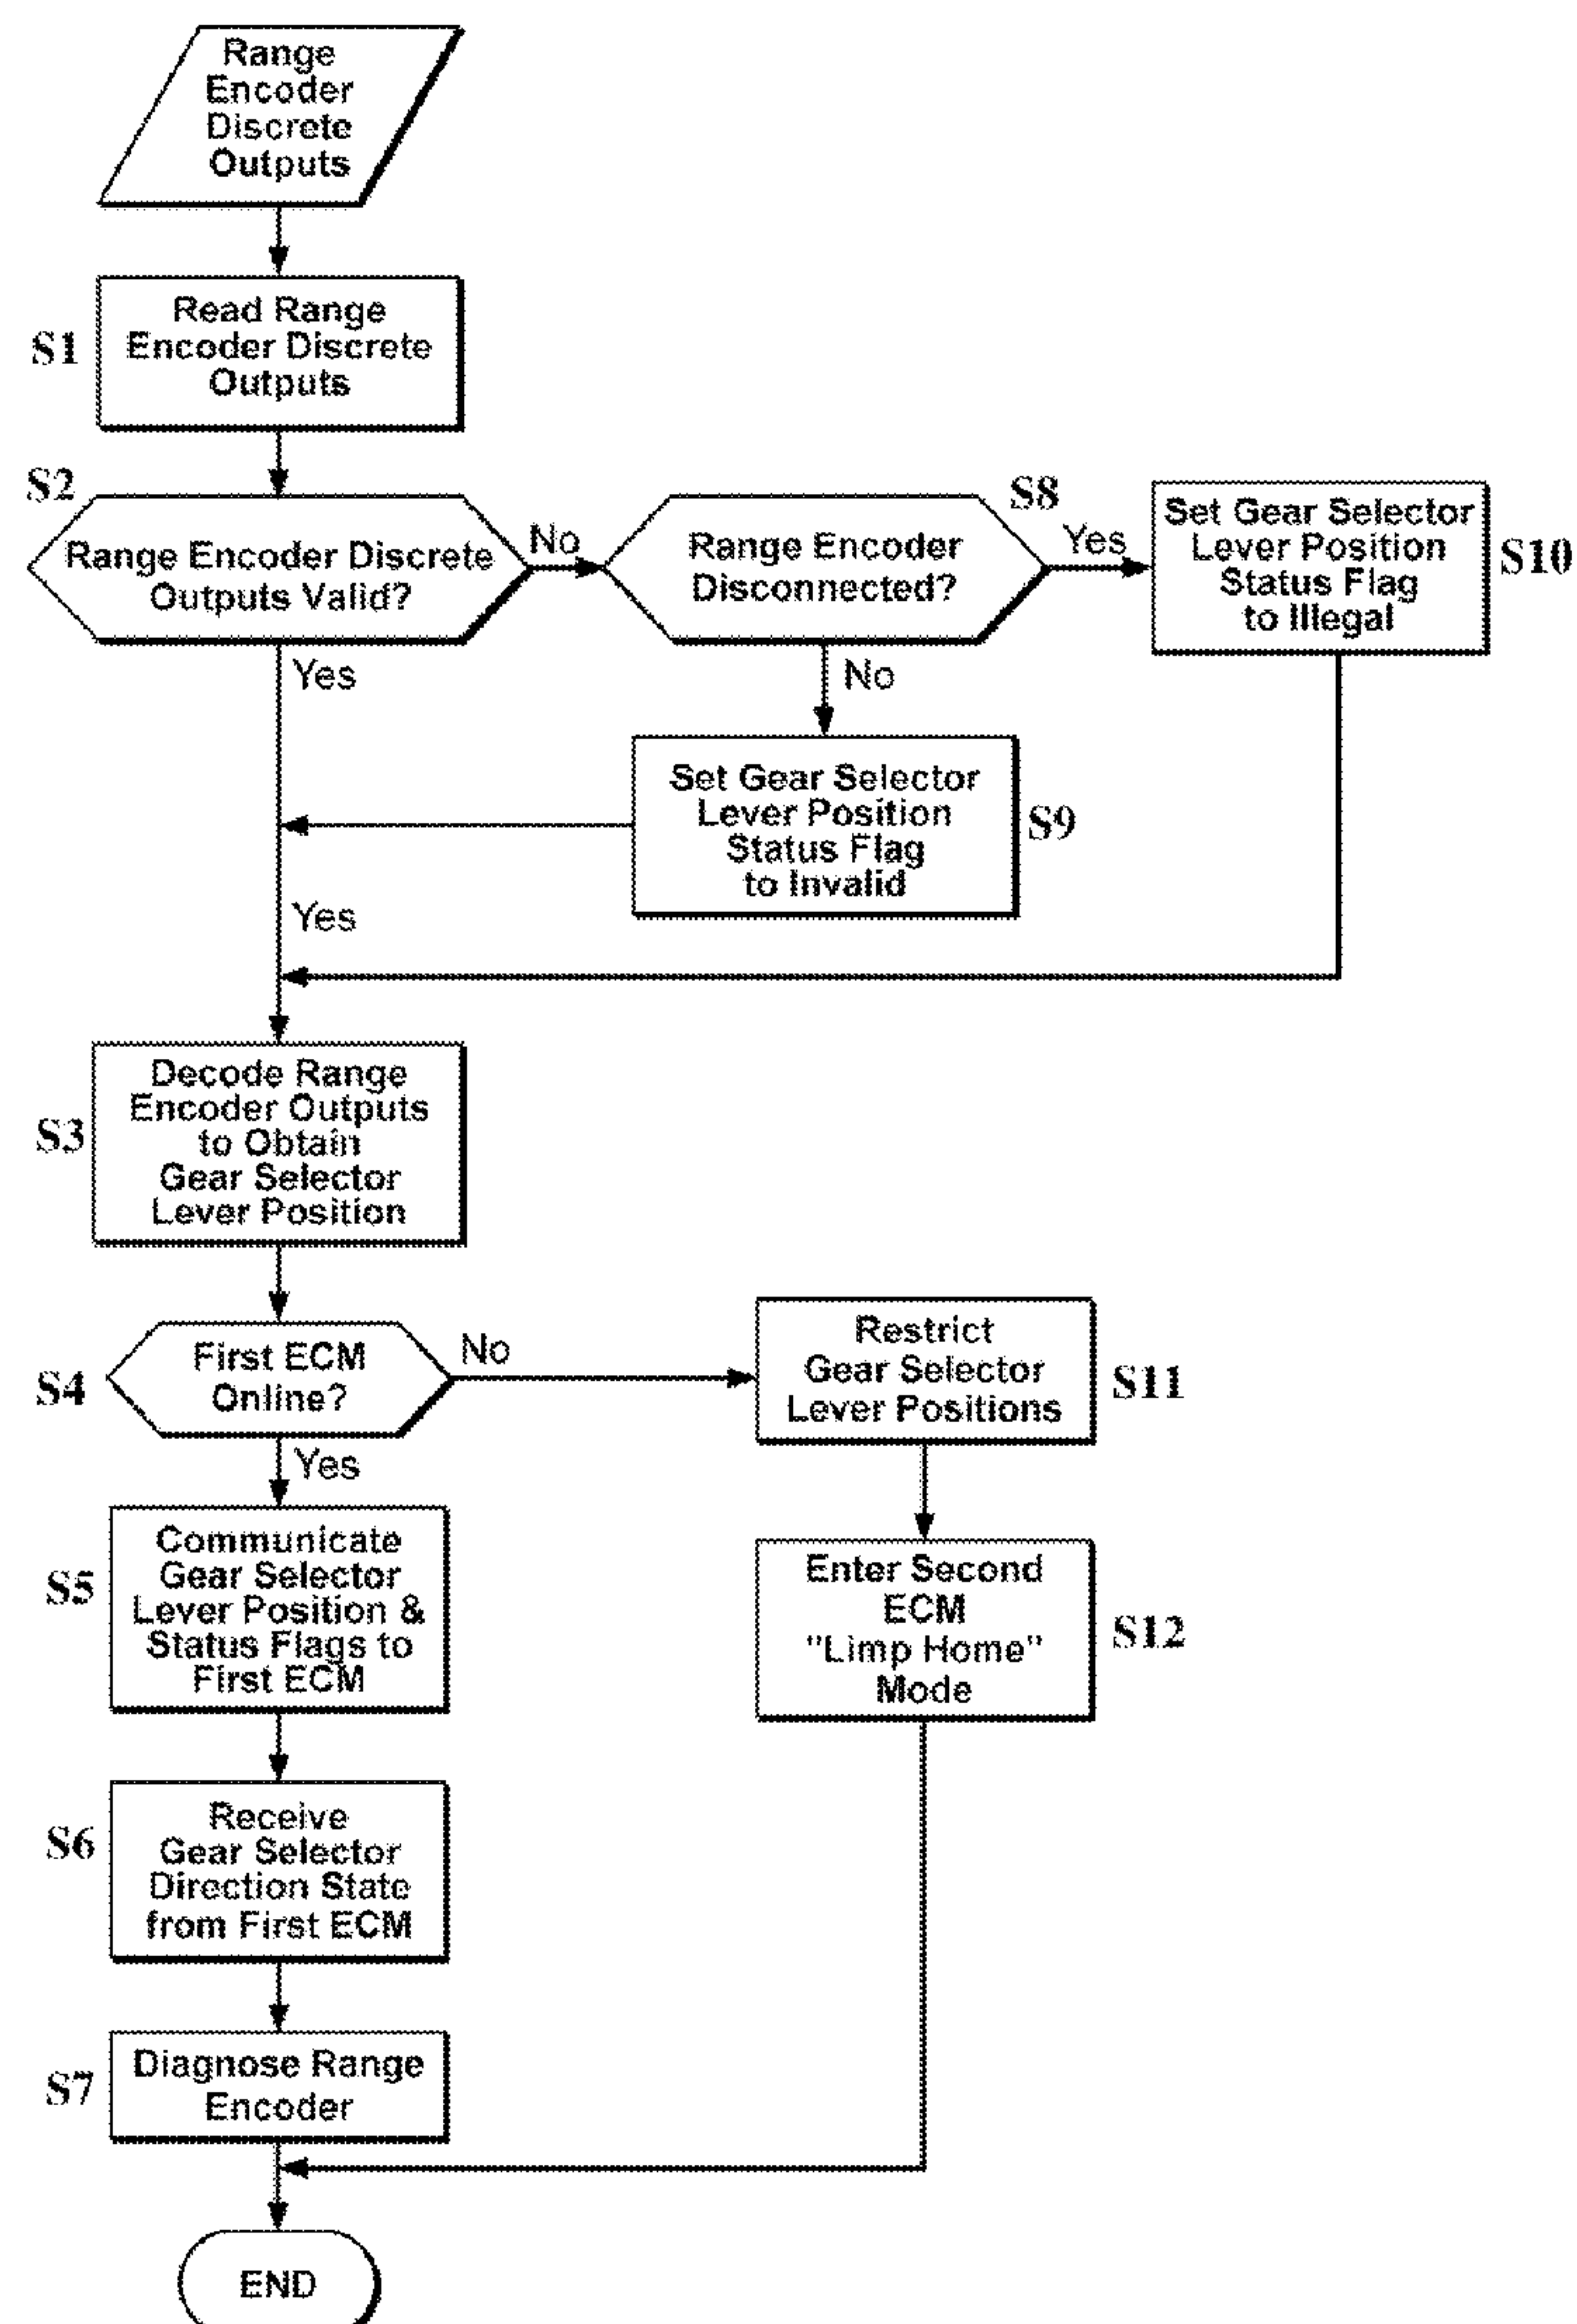 Range
Encoder
Discrete
Outputs
S1
Read Range
Encoder Discrete
Outputs
S2
Range Encoder Discrete
Outputs Valid?
No
S8
Range Encoder
Disconnected?
Yes
Set Gear Selector
Lever Position
Status Flag
to Illegal
S10
Yes
No
Set Gear Selector
Lever Position
Status Flag
to Invalid
S9
Yes
S3
Decode Range
Encoder Outputs
to Obtain
Gear Selector
Lever Position
S4
First ECM
Online?
No
Restrict
Gear Selector
Lever Positions
S11
Yes
S5
Communicate
Gear Selector
Lever Position &
Status Flags to
First ECM
Enter Second
ECM
"Limp Home"
Mode
S12
S6
Receive
Gear Selector
Direction State
from First ECM
S7
Diagnose Range
Encoder
END